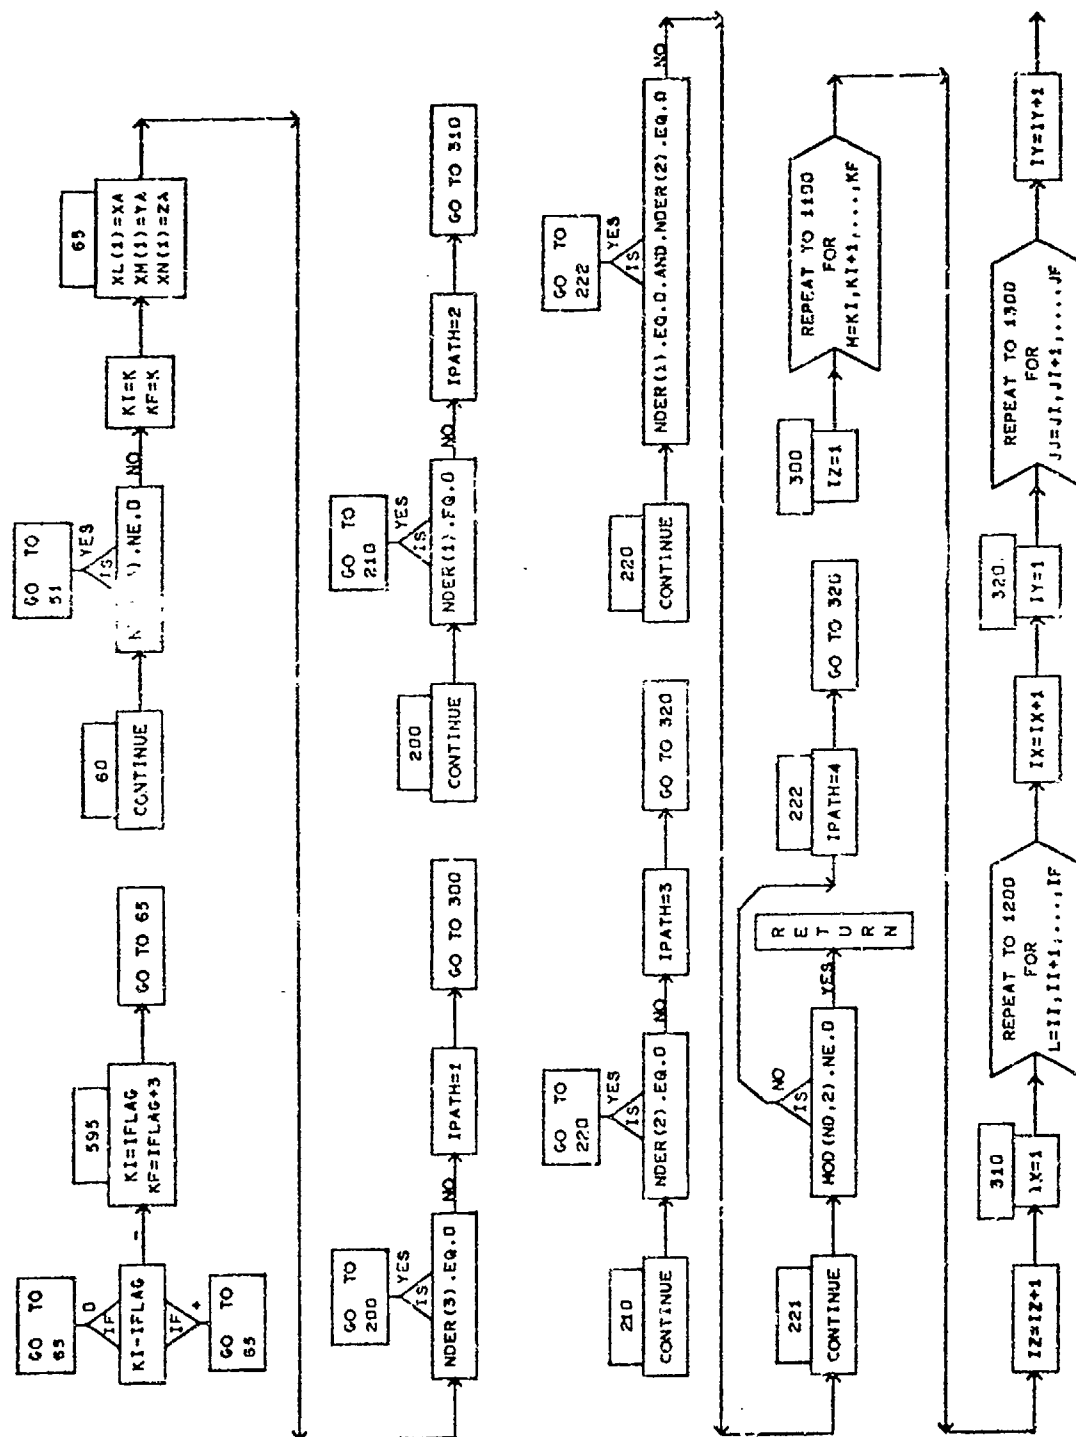 GO TO
65
IF 0
KI-IFLAG
IF +
GO TO
65
-
595
KI=IFLAG
KF=IFLAG+3
GO TO 65
60
CONTINUE
GO TO
51
YES
IS
).NE.0
NO
KI=K
KF=K
65
XL(1)=XA
XM(1)=YA
XN(1)=ZA
GO TO
200
YES
IS
NDER(3).EQ.0
NO
IPATH=1
GO TO 300
200
CONTINUE
GO TO
210
YES
IS
NDER(1).EQ.0
NO
IPATH=2
GO TO 310
210
CONTINUE
GO TO
220
YES
IS
NDER(2).EQ.0
NO
IPATH=3
GO TO 320
220
CONTINUE
GO TO
222
YES
IS
NDER(1).EQ.0.AND.NDER(2).EQ.0
NO
221
CONTINUE
NO
IS
MOD(ND,2).NE.0
YES
RETURN
222
IPATH=4
GO TO 320
300
IZ=1
REPEAT TO 1100
FOR
M=KI,KI+1,...,KF
IZ=IZ+1
310
IX=1
REPEAT TO 1200
FOR
L=II,II+1,...,IF
IX=IX+1
320
IY=1
REPEAT TO 1300
FOR
JJ=JI,JI+1,...,JF
IY=IY+1